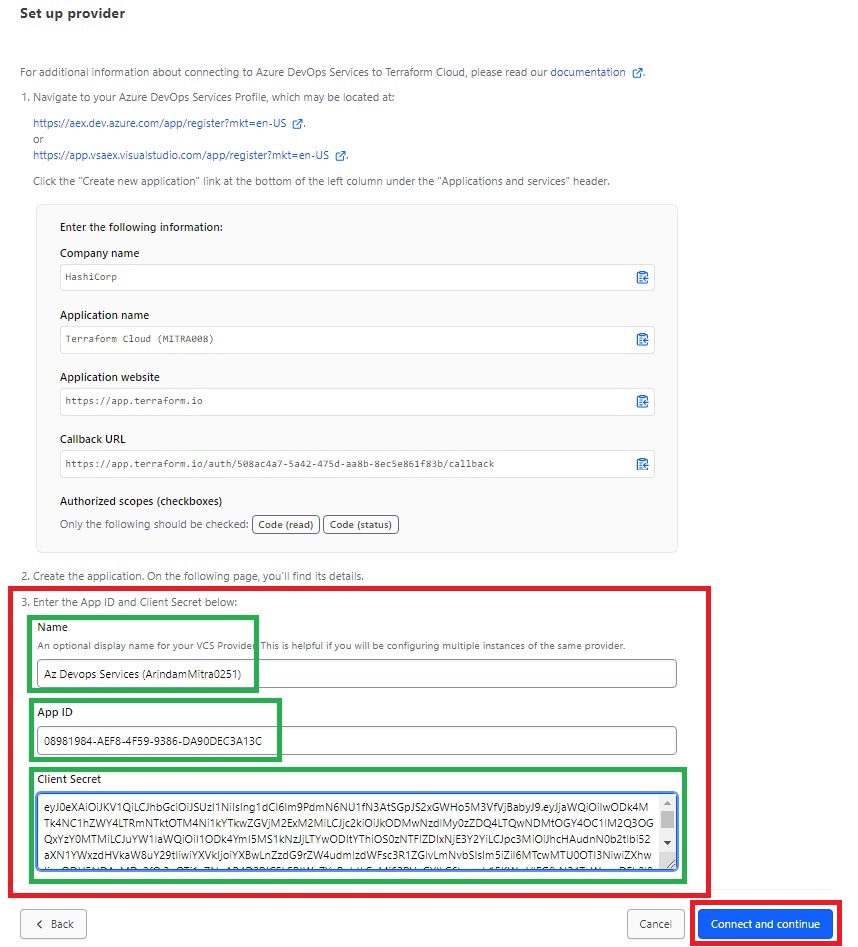 Set up provider
For additional information about connecting to Azure DevOps Services to Terraform Cloud, please read our documentation.
1. Navigate to your Azure DevOps Services Profile, which may be located at:
https://aex.dev.azure.com/app/register?mkt=en-US.
or
https://app.vsaex.visualstudio.com/app/register?mkt=en-US.
Click the "Create new application" link at the bottom of the left column under the "Applications and services" header.
Enter the following information:
Company name
HashiCorp
Application name
Terraform Cloud (MITRA008)
Application website
https://app.terraform.io
Callback URL
https://app.terraform.io/auth/508ac4a7-5a42-475d-aa8b-8ec5e861f83b/callback
Authorized scopes (checkboxes)
Only the following should be checked: Code (read) Code (status)
2. Create the application. On the following page, you'll find its details.
3. Enter the App ID and Client Secret below:
Name
An optional display name for your VCS Provider. This is helpful if you will be configuring multiple instances of the same provider.
Az Devops Services (ArindamMitra0251)
App ID
08981984-AEF8-4F59-9386-DA90DEC3A13C
Client Secret
Back
Cancel
Connect and continue